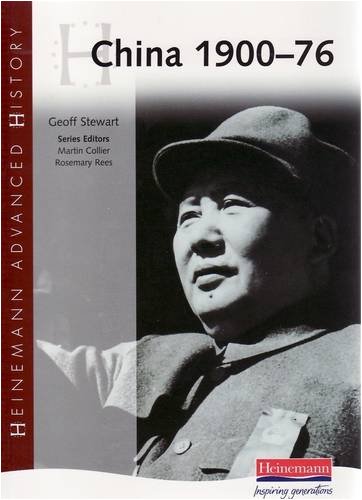 China 1900–76
Geoff Stewart
Series Editors
Martin Collier
Rosemary Rees
HEINEMANN ADVANCED HISTORY
Heinemann
Inspiring generations